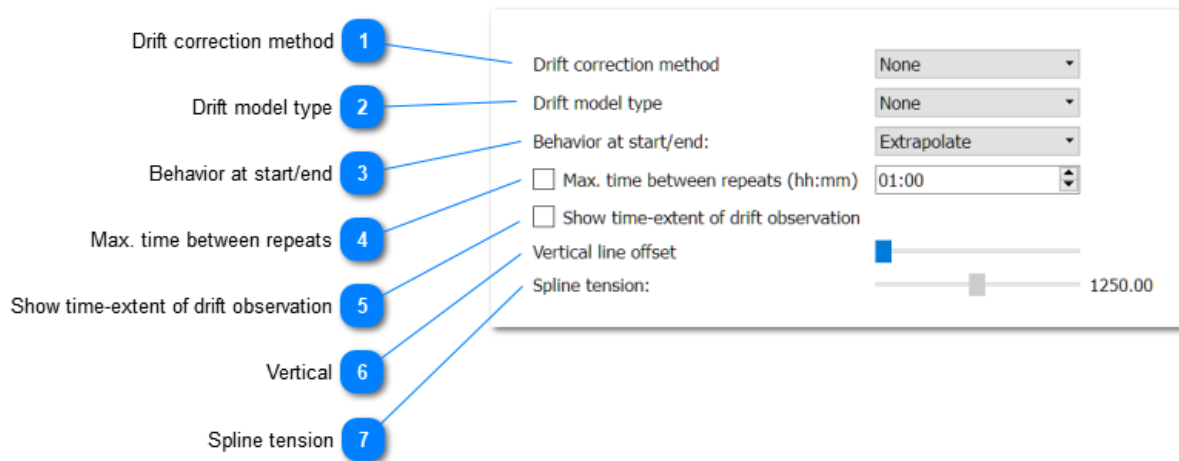 Drift correction method 1
Drift model type 2
Behavior at start/end 3
Max. time between repeats 4
Show time-extent of drift observation 5
Vertical 6
Spline tension 7
Drift correction method None
Drift model type None
Behavior at start/end: Extrapolate
Max. time between repeats (hh:mm) 01:00
Show time-extent of drift observation
Vertical line offset
Spline tension: 1250.00